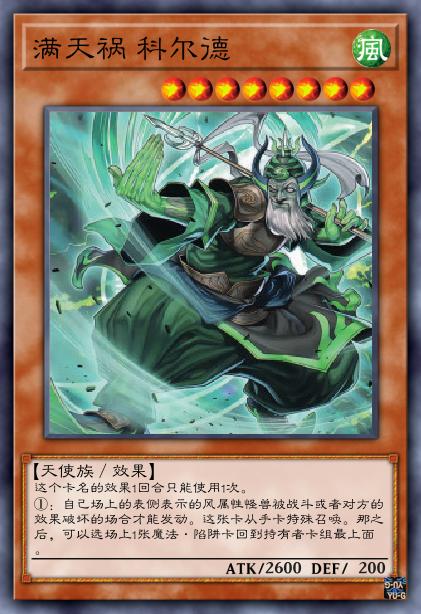 满天祸 科尔德
風
【天使族／效果】
这个卡名的效果1回合只能使用1次。
①：自己场上的表侧表示的风属性怪兽被战斗或者对方的
效果破坏的场合才能发动。这张卡从手卡特殊召唤。那之
后，可以选场上1张魔法·陷阱卡回到持有者卡组最上面
。
ATK/2600 DEF/ 200